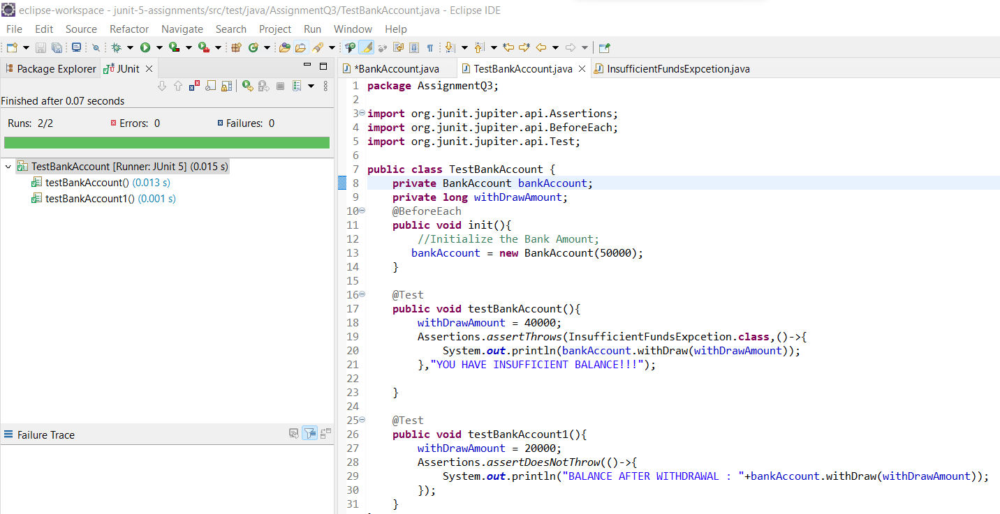 eclipse-workspace - junit-5-assignments/src/test/java/AssignmentQ3/TestBankAccount.java - Eclipse IDE
File Edit Source Refactor Navigate Search Project Run Window Help
Package Explorer JUnit
Finished after 0.07 seconds
Runs: 2/2 Errors: 0 Failures: 0
TestBankAccount [Runner: JUnit 5] (0.015 s)
testBankAccount() (0.013 s)
testBankAccount1() (0.001 s)
Failure Trace
*BankAccount.java TestBankAccount.java InsufficientFundsExpcetion.java
1 package AssignmentQ3;
2
3 import org.junit.jupiter.api.Assertions;
4 import org.junit.jupiter.api.BeforeEach;
5 import org.junit.jupiter.api.Test;
6
7 public class TestBankAccount {
8 private BankAccount bankAccount;
9 private long withDrawAmount;
10 @BeforeEach
11 public void init(){
12 //Initialize the Bank Amount;
13 bankAccount = new BankAccount(50000);
14 }
15
16 @Test
17 public void testBankAccount(){
18 withDrawAmount = 40000;
19 Assertions.assertThrows(InsufficientFundsExpcetion.class,()->{
20 System.out.println(bankAccount.withDraw(withDrawAmount));
21 },"YOU HAVE INSUFFICIENT BALANCE!!!");
22
23 }
24
25 @Test
26 public void testBankAccount1(){
27 withDrawAmount = 20000;
28 Assertions.assertDoesNotThrow(()->{
29 System.out.println("BALANCE AFTER WITHDRAWAL : "+bankAccount.withDraw(withDrawAmount));
30 });
31 }